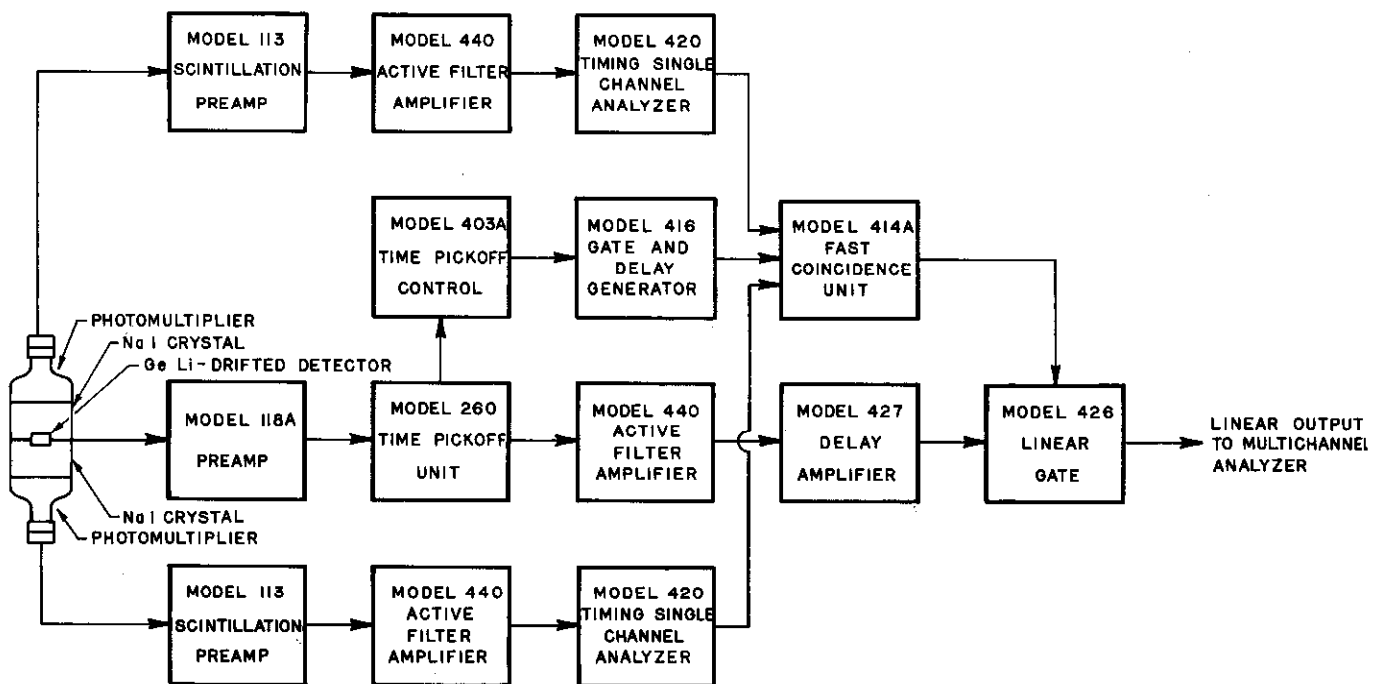 MODEL 113
SCINTILLATION
PREAMP
MODEL 440
ACTIVE FILTER
AMPLIFIER
MODEL 420
TIMING SINGLE
CHANNEL
ANALYZER
MODEL 403A
TIME PICKOFF
CONTROL
MODEL 416
GATE AND
DELAY
GENERATOR
MODEL 414A
FAST
COINCIDENCE
UNIT
PHOTOMULTIPLIER
NaI CRYSTAL
Ge Li-DRIFTED DETECTOR
MODEL 118A
PREAMP
MODEL 260
TIME PICKOFF
UNIT
MODEL 440
ACTIVE
FILTER
AMPLIFIER
MODEL 427
DELAY
AMPLIFIER
MODEL 426
LINEAR
GATE
LINEAR OUTPUT
TO MULTICHANNEL
ANALYZER
NaI CRYSTAL
PHOTOMULTIPLIER
MODEL 113
SCINTILLATION
PREAMP
MODEL 440
ACTIVE
FILTER
AMPLIFIER
MODEL 420
TIMING SINGLE
CHANNEL
ANALYZER